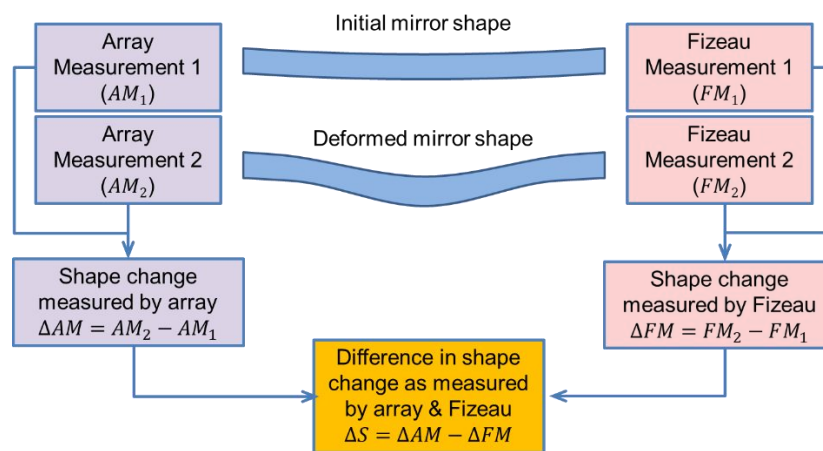 Array
Measurement 1
(AM₁)
Initial mirror shape
Fizeau
Measurement 1
(FM₁)
Array
Measurement 2
(AM₂)
Deformed mirror shape
Fizeau
Measurement 2
(FM₂)
Shape change
measured by array
ΔAM = AM₂ − AM₁
Shape change
measured by Fizeau
ΔFM = FM₂ − FM₁
Difference in shape
change as measured
by array & Fizeau
ΔS = ΔAM − ΔFM